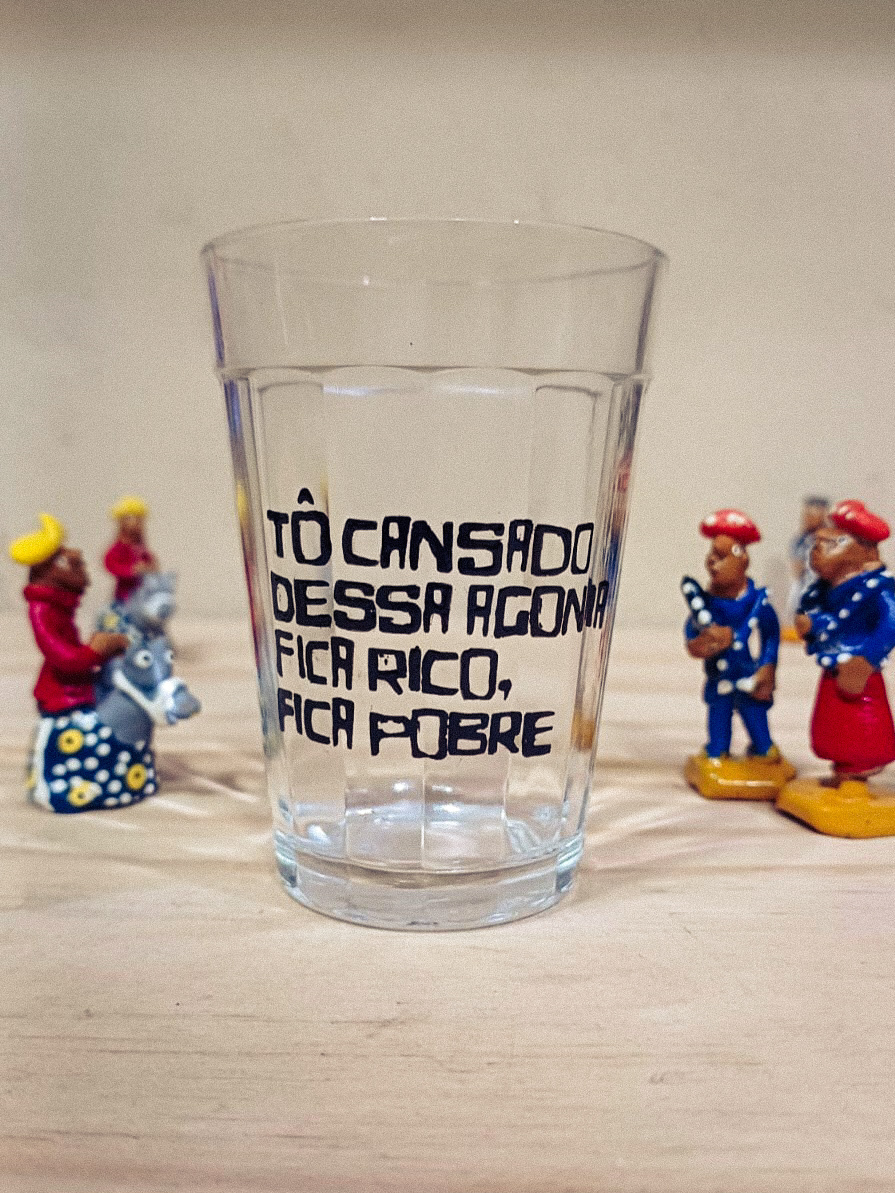 TÔ CANSADO
DESSA AGONIA
FICA RICO,
FICA POBRE